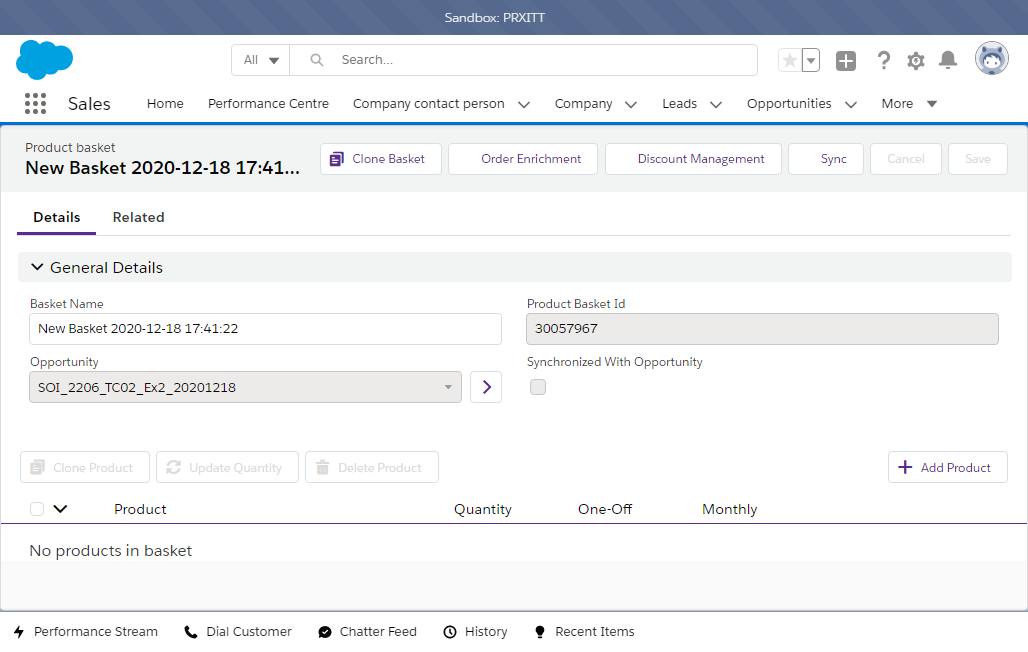 Sandbox: PRXITT
All
Search...
Sales Home Performance Centre Company contact person Company Leads Opportunities More
Product basket
New Basket 2020-12-18 17:41...
Clone Basket Order Enrichment Discount Management Sync Cancel Save
Details Related
General Details
Basket Name
New Basket 2020-12-18 17:41:22
Product Basket Id
30057967
Opportunity
SOI_2206_TC02_Ex2_20201218
Synchronized With Opportunity
Clone Product Update Quantity Delete Product Add Product
Product Quantity One-Off Monthly
No products in basket
Performance Stream Dial Customer Chatter Feed History Recent Items